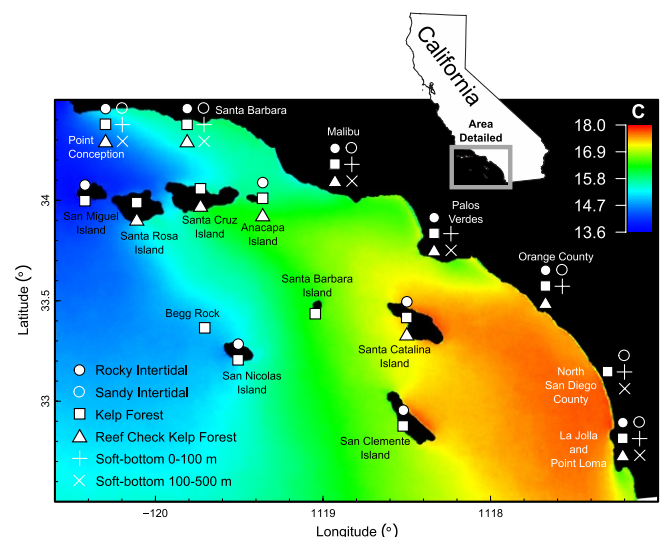 California
Area
Detailed
C
18.0
16.9
15.8
14.7
13.6
Santa Barbara
Point
Conception
Malibu
Palos
Verdes
Orange County
San Miguel
Island
Santa Rosa
Island
Santa Cruz
Island
Anacapa
Island
Santa Barbara
Island
Begg Rock
San Nicolas
Island
Santa Catalina
Island
San Clemente
Island
North
San Diego
County
La Jolla
and
Point Loma
Rocky Intertidal
Sandy Intertidal
Kelp Forest
Reef Check Kelp Forest
Soft-bottom 0-100 m
Soft-bottom 100-500 m
34
33.5
33
Latitude (°)
−120
1119
1118
Longitude (°)